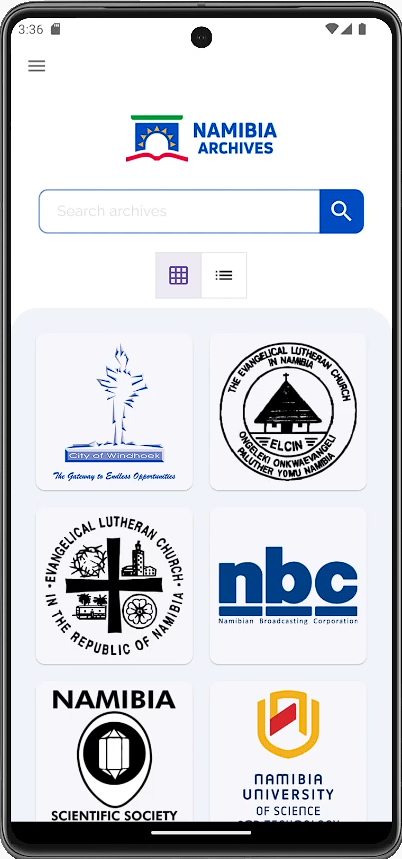 3:36
NAMIBIA
ARCHIVES
Search archives
City of Windhoek
The Gateway to Endless Opportunities
THE EVANGELICAL LUTHERAN CHURCH
IN NAMIBIA
ELCIN
ONGELEKI ONKWAEVANGELI
PALUTHER YOMU NAMIBIA
EVANGELICAL LUTHERAN CHURCH
IN THE REPUBLIC OF NAMIBIA
nbc
Namibian Broadcasting Corporation
NAMIBIA
SCIENTIFIC SOCIETY
NAMIBIA
UNIVERSITY
OF SCIENCE
AND TECHNOLOGY